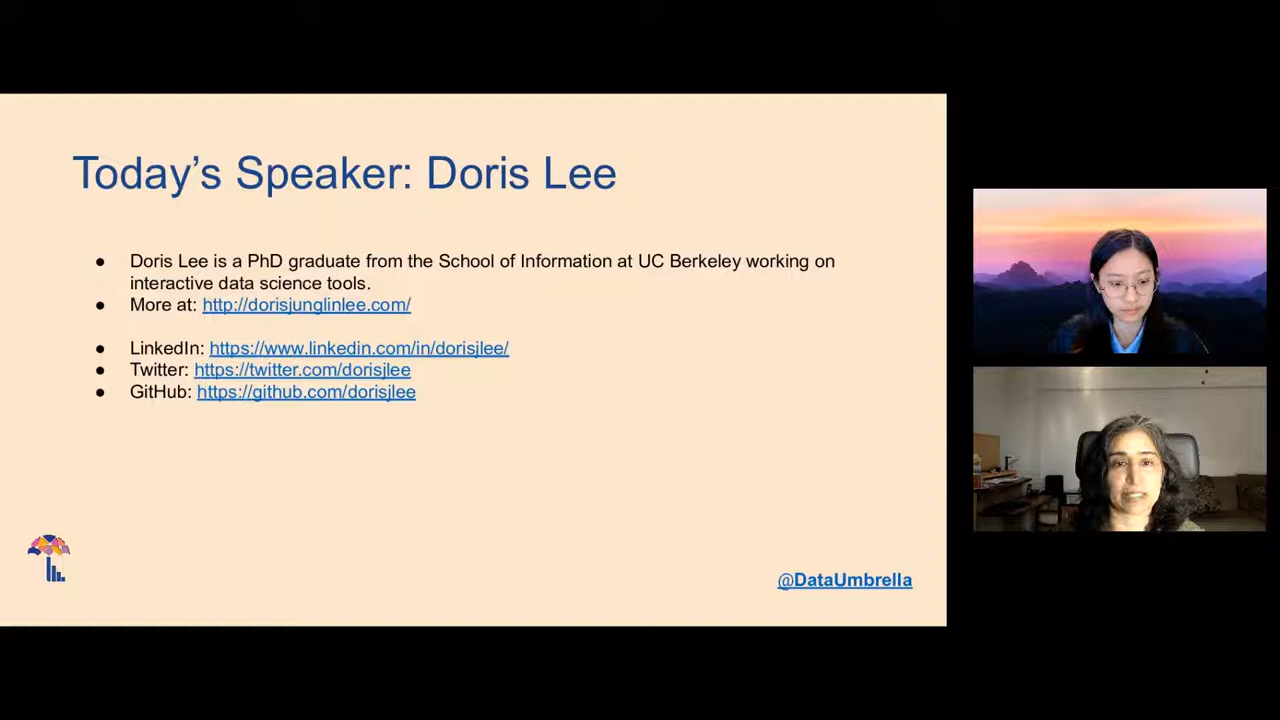 Today's Speaker: Doris Lee
● Doris Lee is a PhD graduate from the School of Information at UC Berkeley working on
interactive data science tools.
● More at: http://dorisjunglinlee.com/
● LinkedIn: https://www.linkedin.com/in/dorisjlee/
● Twitter: https://twitter.com/dorisjlee
● GitHub: https://github.com/dorisjlee
@DataUmbrella